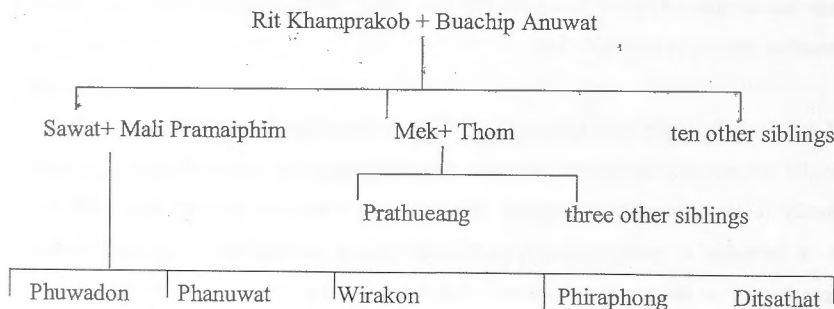 Rit Khamprakob + Buachip Anuwat
Sawat+ Mali Pramaiphim Mek+ Thom ten other siblings
Prathueang three other siblings
Phuwadon Phanuwat Wirakon Phiraphong Ditsathat